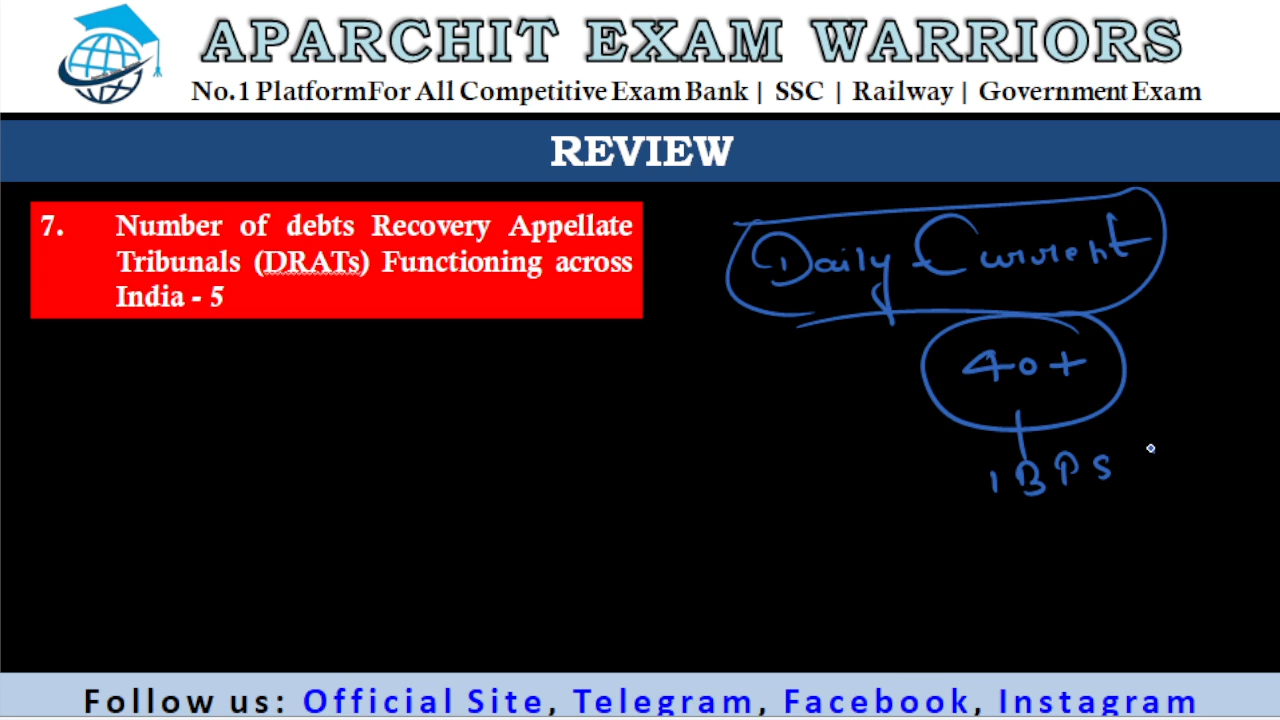 APARCHIT EXAM WARRIORS
No.1 PlatformFor All Competitive Exam Bank | SSC | Railway | Government Exam
REVIEW
7. Number of debts Recovery Appellate
Tribunals (DRATs) Functioning across
India - 5
Daily Current
40+
IBPS
Follow us: Official Site, Telegram, Facebook, Instagram